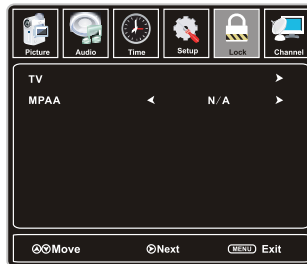 Picture Audio Time Setup Lock Channel
TV
MPAA N/A
Move Next MENU Exit